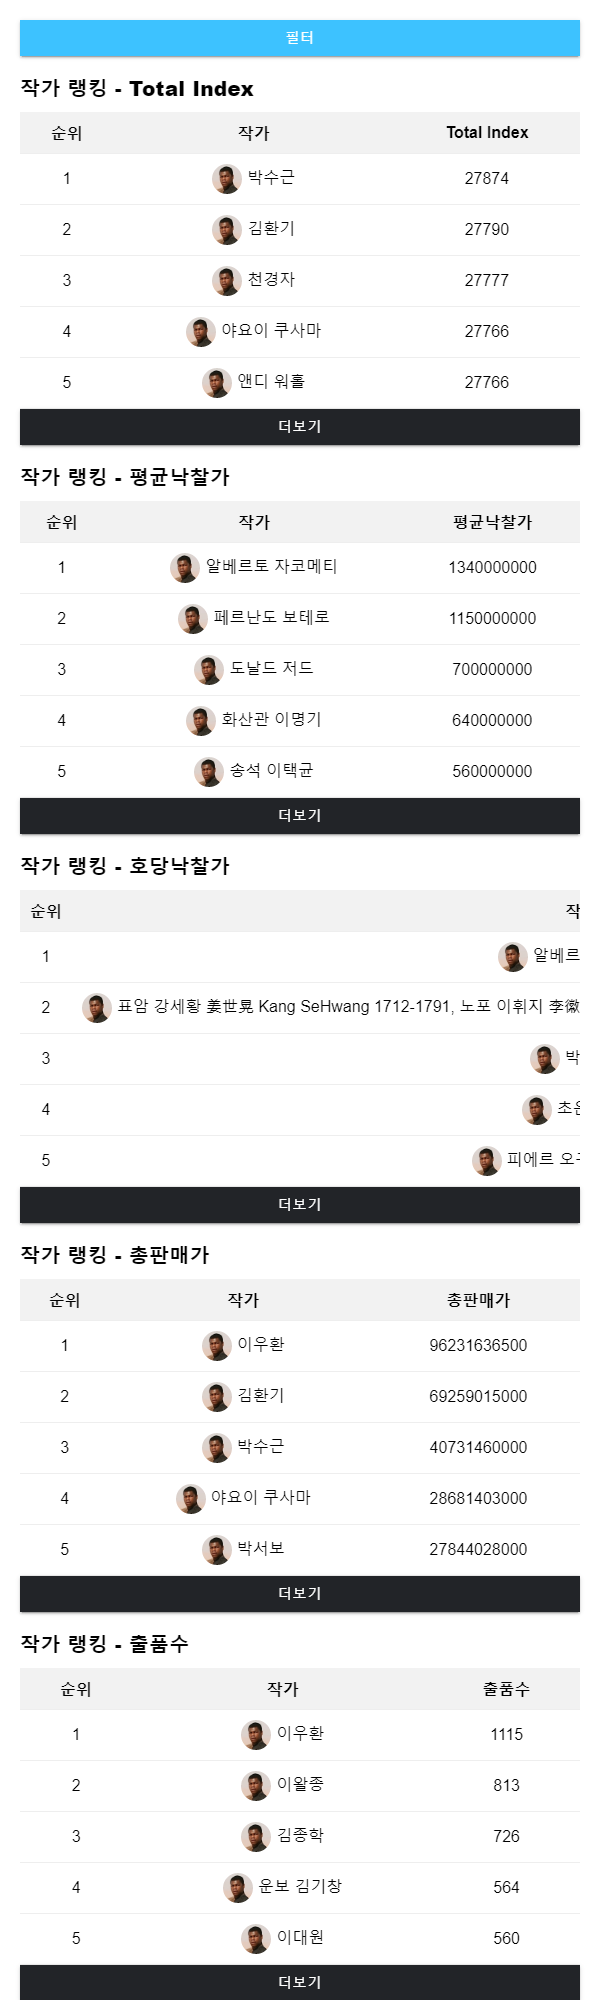 필터
작가 랭킹 - Total Index
순위 작가 Total Index
1 박수근 27874
2 김환기 27790
3 천경자 27777
4 야요이 쿠사마 27766
5 앤디 워홀 27766
더보기
작가 랭킹 - 평균낙찰가
순위 작가 평균낙찰가
1 알베르토 자코메티 1340000000
2 페르난도 보테로 1150000000
3 도날드 저드 700000000
4 화산관 이명기 640000000
5 송석 이택균 560000000
더보기
작가 랭킹 - 호당낙찰가
순위 작
1 알베르
2 표암 강세황 姜世晃 Kang SeHwang 1712-1791, 노포 이휘지 李徽
3 박
4 초
5 피에르 오
더보기
작가 랭킹 - 총판매가
순위 작가 총판매가
1 이우환 96231636500
2 김환기 69259015000
3 박수근 40731460000
4 야요이 쿠사마 28681403000
5 박서보 27844028000
더보기
작가 랭킹 - 출품수
순위 작가 출품수
1 이우환 1115
2 이왈종 813
3 김종학 726
4 운보 김기창 564
5 이대원 560
더보기